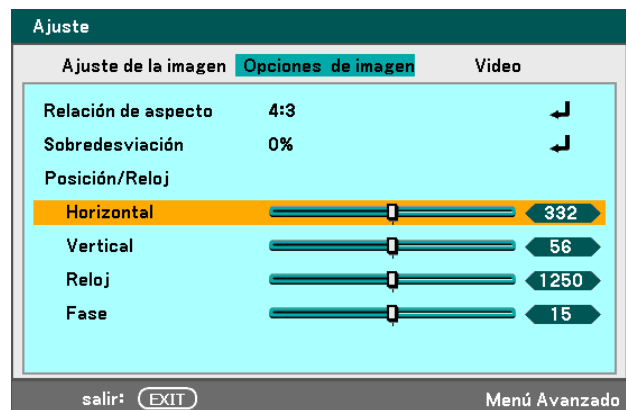 Ajuste
Ajuste de la imagen Opciones de imagen Video
Relación de aspecto 4:3
Sobredesviación 0%
Posición/Reloj
Horizontal 332
Vertical 56
Reloj 1250
Fase 15
salir: EXIT Menú Avanzado